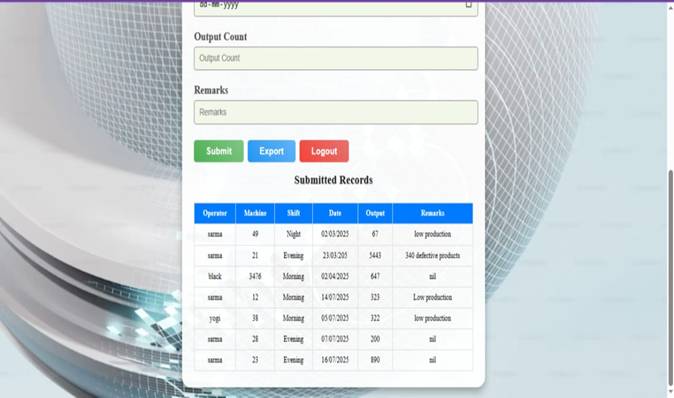 dd-mm-yyyy
Output Count
Output Count
Remarks
Remarks
Submit Export Logout
Submitted Records
Operator Machine Shift Date Output Remarks
sarma 49 Night 02/03/2025 67 low production
sarma 21 Evening 23/03/205 5443 340 defective products
black 3476 Morning 02/04/2025 647 nil
sarma 12 Morning 14/07/2025 323 Low production
yogi 38 Morning 05/07/2025 322 low production
sarma 28 Evening 07/07/2025 200 nil
sarma 23 Evening 16/07/2025 890 nil